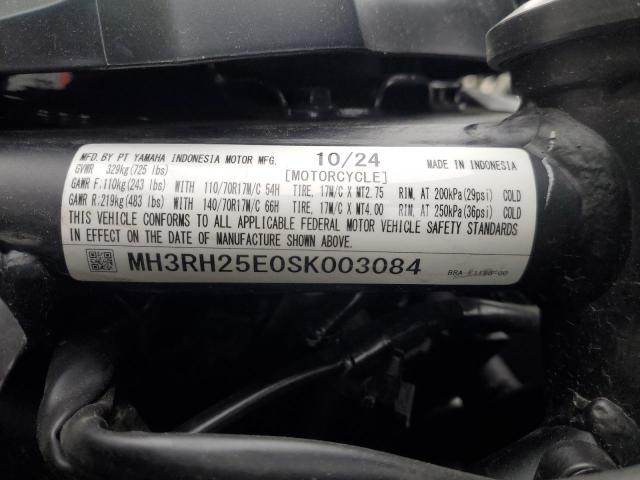 MFD. BY PT YAMAHA INDONESIA MOTOR MFG. 10/24 MADE IN INDONESIA
GVWR 329kg(725 lbs) [MOTORCYCLE]
GAWR F:110kg(243 lbs) WITH 110/70R17M/C 54H TIRE, 17M/C X MT2.75 RIM, AT 200kPa(29psi) COLD
GAWR R:219kg(483 lbs) WITH 140/70R17M/C 66H TIRE, 17M/C X MT4.00 RIM, AT 250kPa(36psi) COLD
THIS VEHICLE CONFORMS TO ALL APPLICABLE FEDERAL MOTOR VEHICLE SAFETY STANDARDS
IN EFFECT ON THE DATE OF MANUFACTURE SHOWN ABOVE.
MH3RH25E0SK003084 BRA-